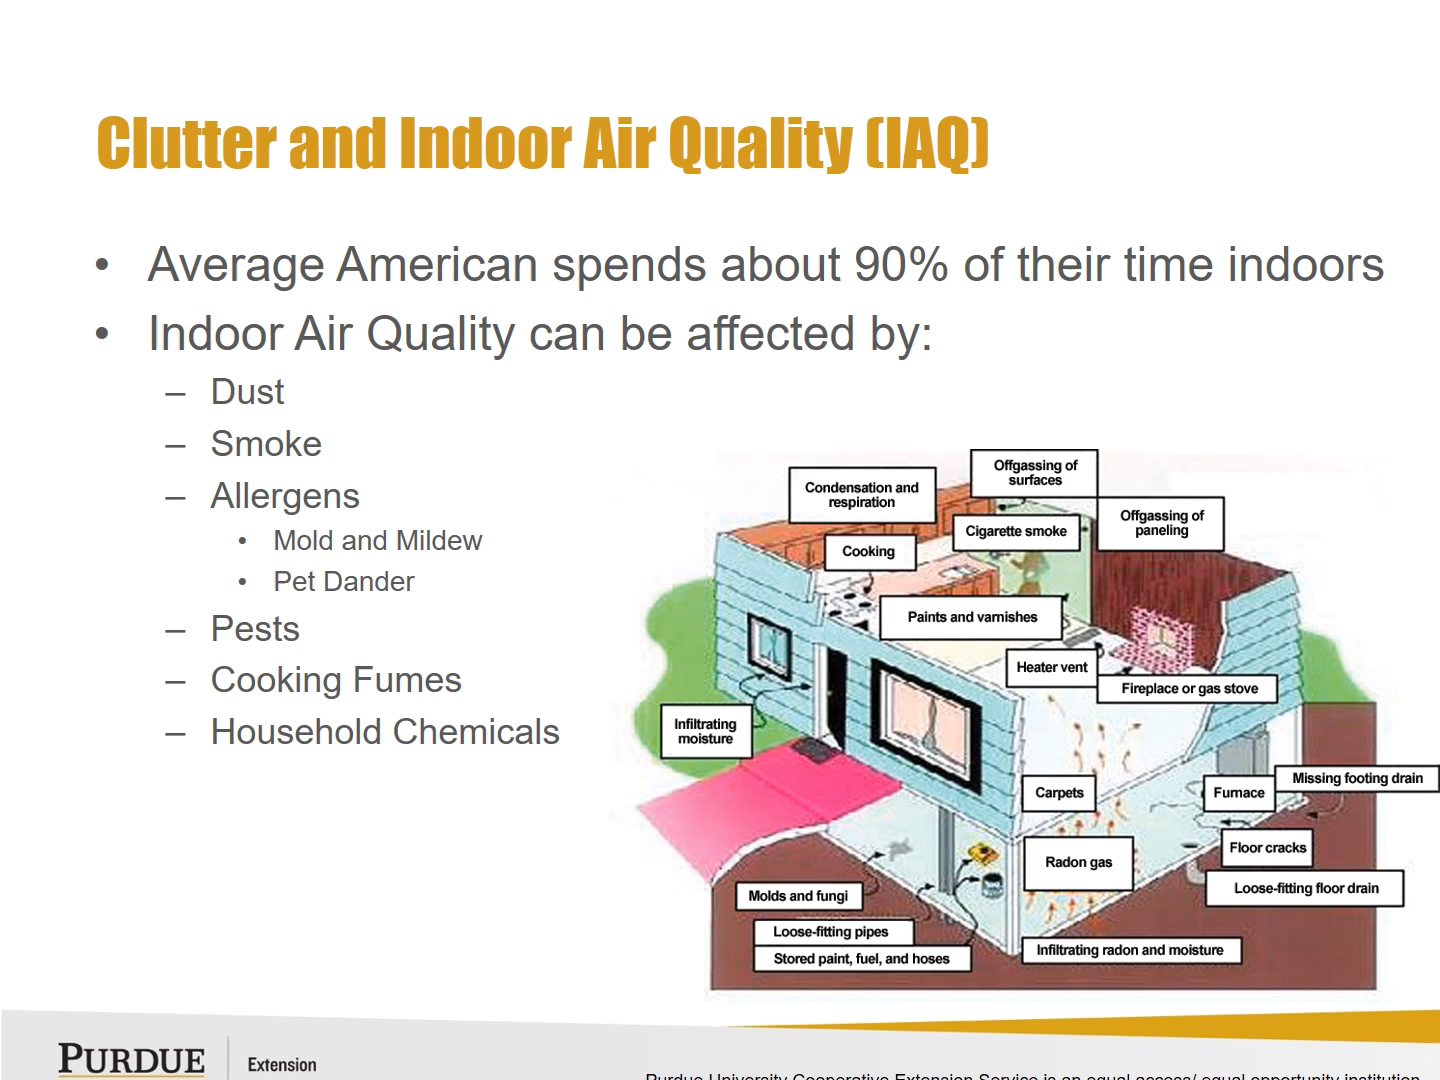 Clutter and Indoor Air Quality (IAQ)
• Average American spends about 90% of their time indoors
• Indoor Air Quality can be affected by:
– Dust
– Smoke
– Allergens
• Mold and Mildew
• Pet Dander
– Pests
– Cooking Fumes
– Household Chemicals
Offgassing of
surfaces
Condensation and
respiration
Offgassing of
paneling
Cigarette smoke
Cooking
Paints and varnishes
Heater vent
Fireplace or gas stove
Infiltrating
moisture
Missing footing drain
Carpets
Furnace
Floor cracks
Radon gas
Loose-fitting floor drain
Molds and fungi
Loose-fitting pipes
Stored paint, fuel, and hoses
Infiltrating radon and moisture
PURDUE
Extension
Purdue University Cooperative Extension Service is an equal access/ equal opportunity institution